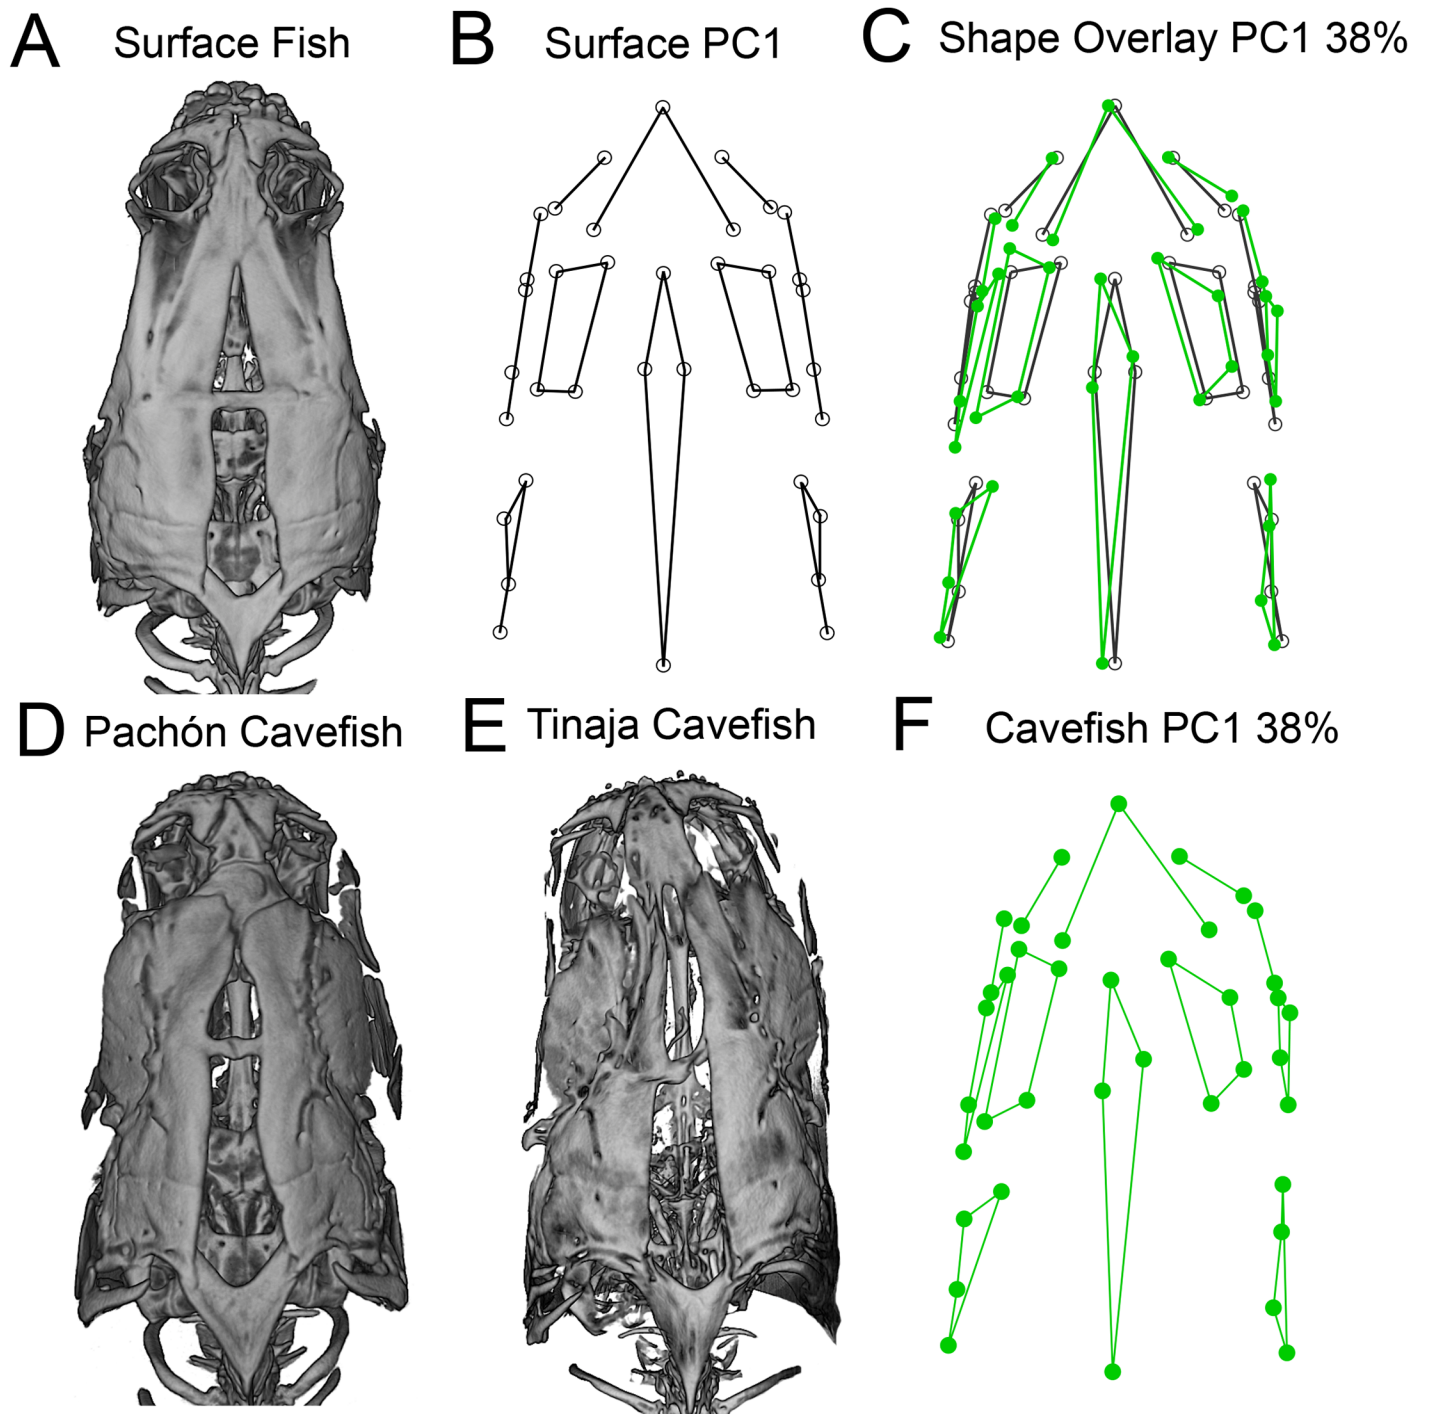 A Surface Fish
B Surface PC1
C Shape Overlay PC1 38%
D Pachón Cavefish
E Tinaja Cavefish
F Cavefish PC1 38%